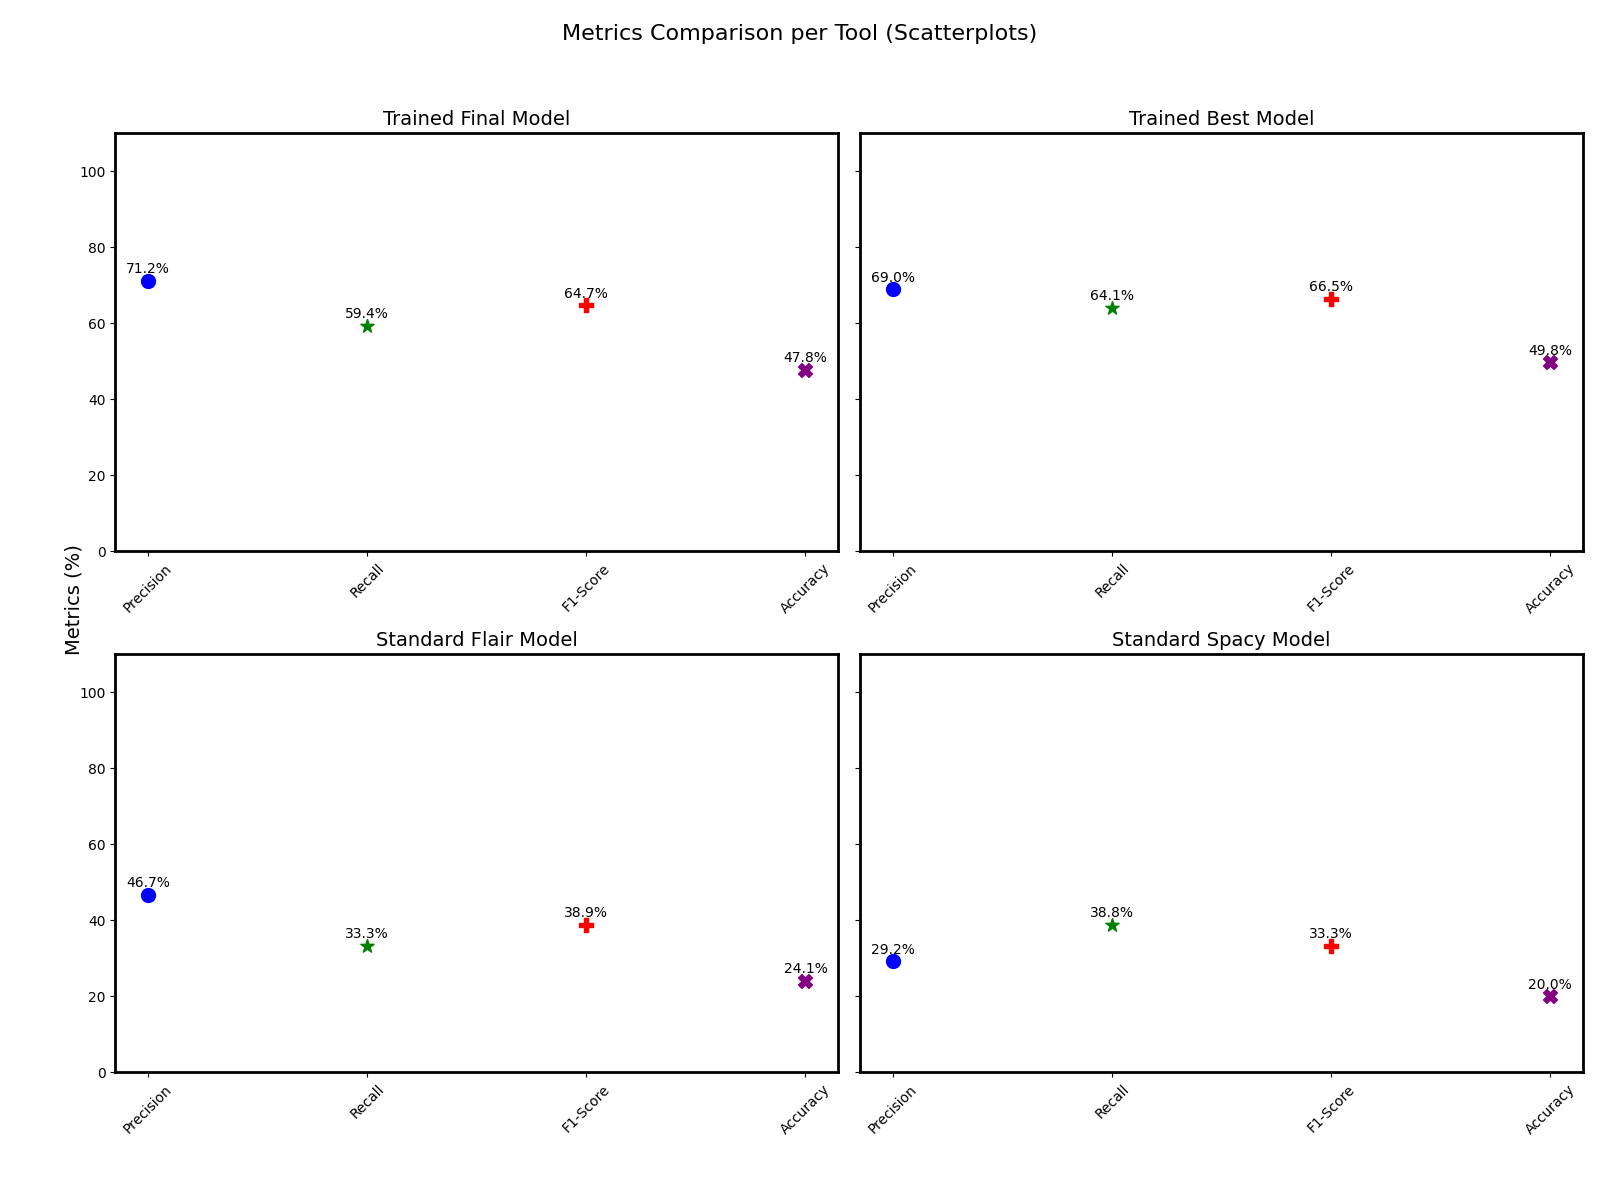 Metrics Comparison per Tool (Scatterplots)
Metrics (%)
Trained Final Model
100
80
60
40
20
0
71.2%
59.4%
64.7%
47.8%
Precision
Recall
F1-Score
Accuracy
Trained Best Model
69.0%
64.1%
66.5%
49.8%
Precision
Recall
F1-Score
Accuracy
Standard Flair Model
100
80
60
40
20
0
46.7%
33.3%
38.9%
24.1%
Precision
Recall
F1-Score
Accuracy
Standard Spacy Model
29.2%
38.8%
33.3%
20.0%
Precision
Recall
F1-Score
Accuracy